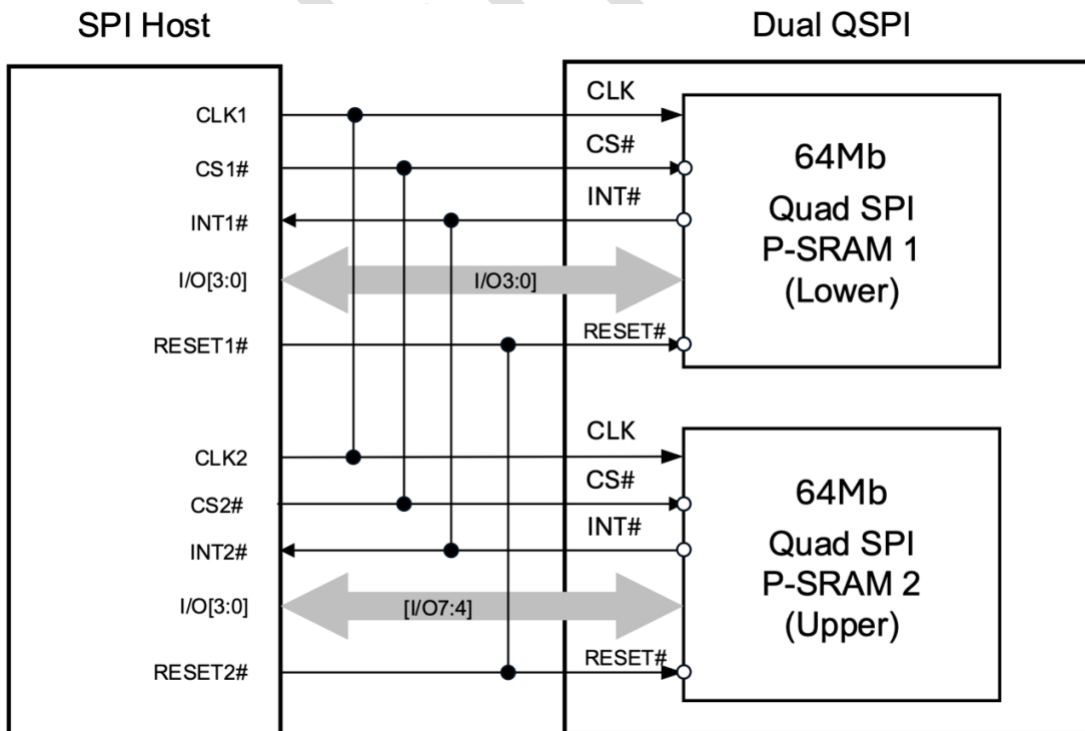 SPI Host
Dual QSPI
CLK1
CS1#
INT1#
I/O[3:0]
RESET1#
CLK2
CS2#
INT2#
I/O[3:0]
RESET2#
I/O3:0]
[I/O7:4]
CLK
CS#
INT#
RESET#
64Mb
Quad SPI
P-SRAM 1
(Lower)
CLK
CS#
INT#
RESET#
64Mb
Quad SPI
P-SRAM 2
(Upper)